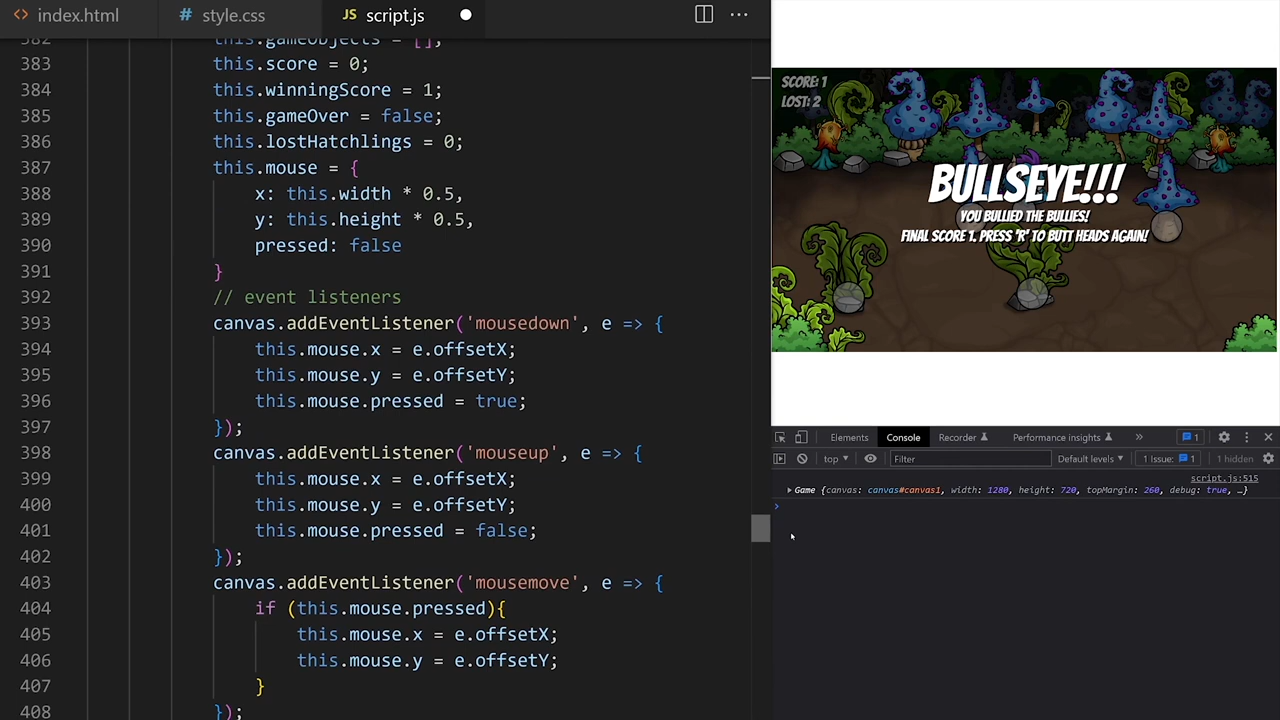 index.html
style.css
JS script.js
382 this.gameObjects = [];
383 this.score = 0;
384 this.winningScore = 1;
385 this.gameOver = false;
386 this.lostHatchlings = 0;
387 this.mouse = {
388 x: this.width * 0.5,
389 y: this.height * 0.5,
390 pressed: false
391 }
392 // event listeners
393 canvas.addEventListener('mousedown', e => {
394 this.mouse.x = e.offsetX;
395 this.mouse.y = e.offsetY;
396 this.mouse.pressed = true;
397 });
398 canvas.addEventListener('mouseup', e => {
399 this.mouse.x = e.offsetX;
400 this.mouse.y = e.offsetY;
401 this.mouse.pressed = false;
402 });
403 canvas.addEventListener('mousemove', e => {
404 if (this.mouse.pressed){
405 this.mouse.x = e.offsetX;
406 this.mouse.y = e.offsetY;
407 }
408 });
SCORE: 1
LOST: 2
BULLSEYE!!!
YOU BULLIED THE BULLIES!
FINAL SCORE 1. PRESS 'R' TO BUTT HEADS AGAIN!
Elements Console Recorder Performance insights » 1
top Filter Default levels 1 Issue: 1 1 hidden
script.js:515
Game {canvas: canvas#canvas1, width: 1280, height: 720, topMargin: 260, debug: true, …}